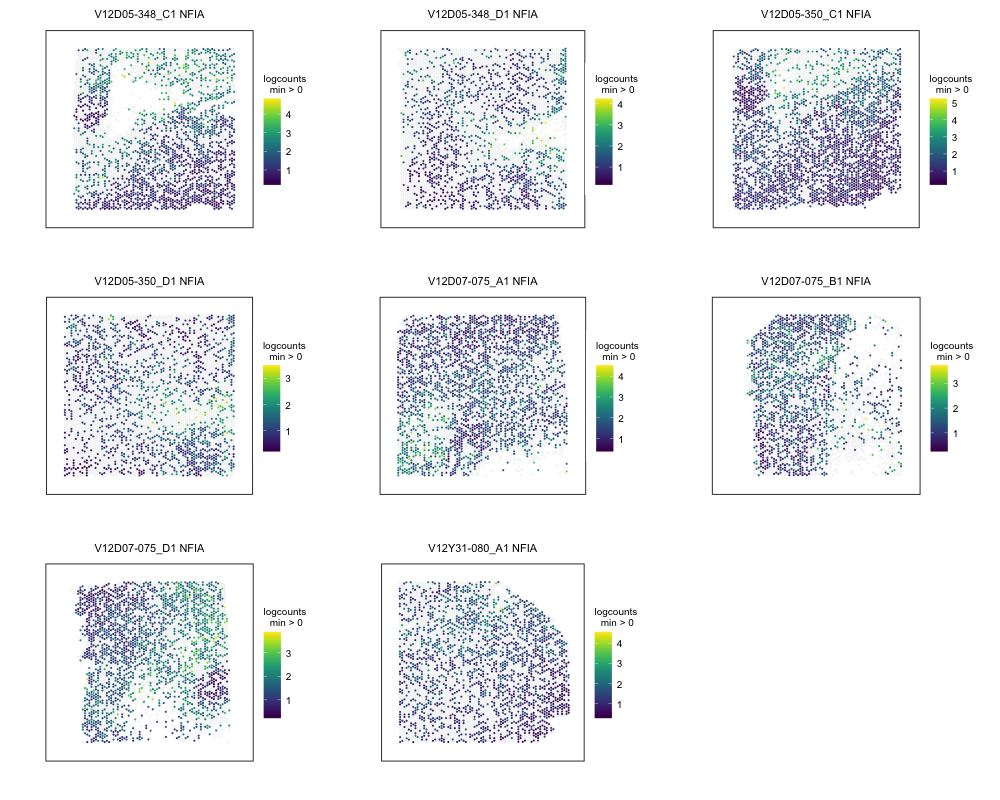 V12D05-348_C1 NFIA
logcounts
min > 0
4
3
2
1
V12D05-348_D1 NFIA
logcounts
min > 0
4
3
2
1
V12D05-350_C1 NFIA
logcounts
min > 0
5
4
3
2
1
V12D05-350_D1 NFIA
logcounts
min > 0
3
2
1
V12D07-075_A1 NFIA
logcounts
min > 0
4
3
2
1
V12D07-075_B1 NFIA
logcounts
min > 0
3
2
1
V12D07-075_D1 NFIA
logcounts
min > 0
3
2
1
V12Y31-080_A1 NFIA
logcounts
min > 0
4
3
2
1